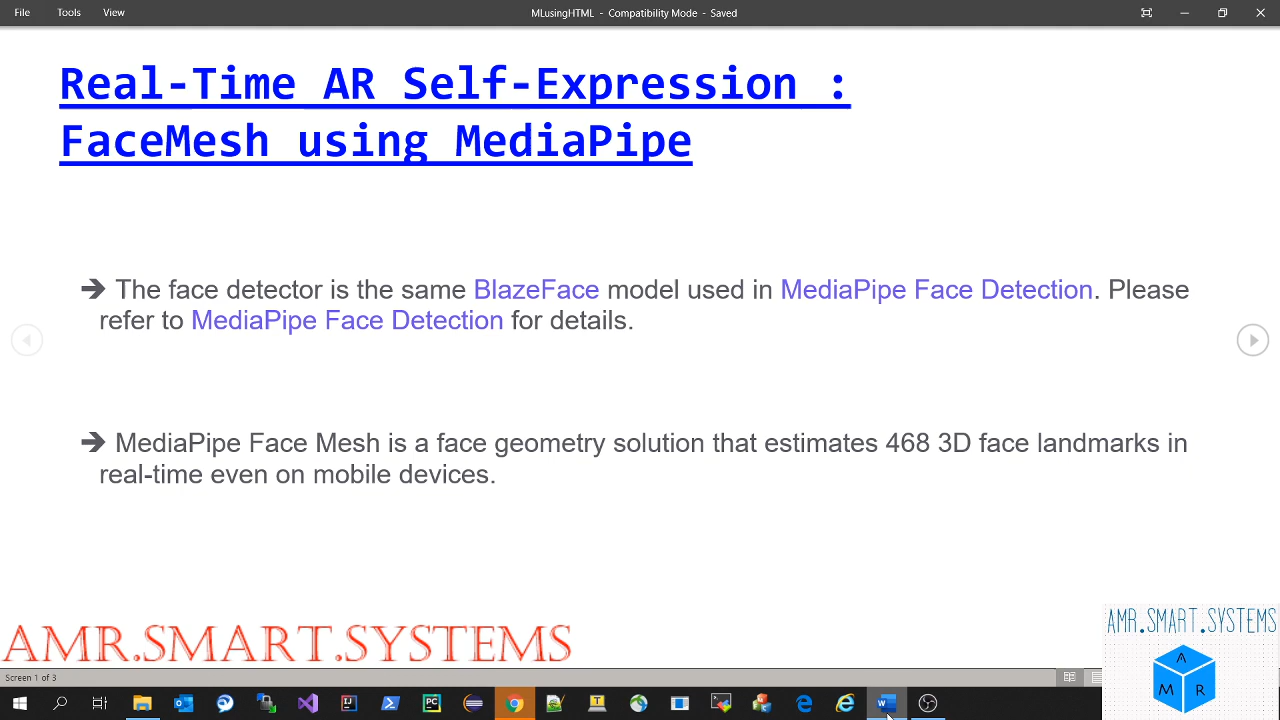 File Tools View MLusingHTML - Compatibility Mode - Saved
Real-Time AR Self-Expression :
FaceMesh using MediaPipe
➔ The face detector is the same BlazeFace model used in MediaPipe Face Detection. Please
refer to MediaPipe Face Detection for details.
➔ MediaPipe Face Mesh is a face geometry solution that estimates 468 3D face landmarks in
real-time even on mobile devices.
AMR.SMART.SYSTEMS
AMR.SMART.SYSTEMS
A
M R
Screen 1 of 3